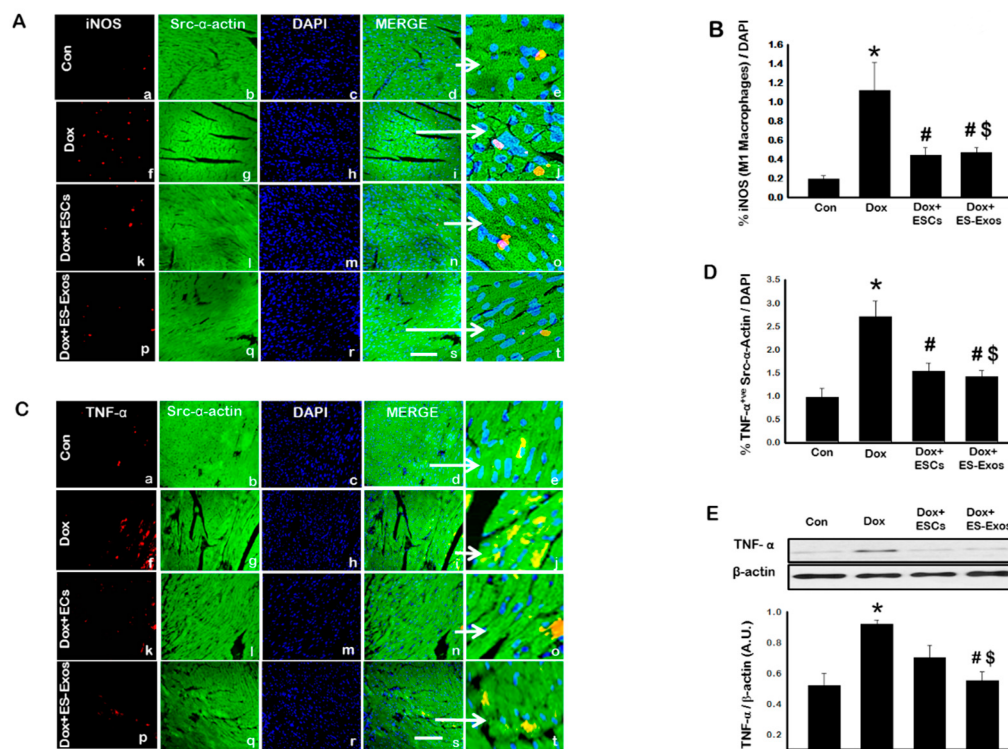 A
iNOS Src-α-actin DAPI MERGE
Con
a b c d e
Dox
f g h i j
Dox+ESCs
k l m n o
Dox+ES-Exos
p q r s t
B
% iNOS (M1 Macrophages) / DAPI
1.6
1.4
1.2
1.0
0.8
0.6
0.4
0.2
0.0
*
#
# $
Con Dox Dox+ ESCs Dox+ ES-Exos
C
TNF-α Src-α-actin DAPI MERGE
Con
a b c d e
Dox
f g h i j
Dox+ECs
k l m n o
Dox+ES-Exos
p q r s t
D
% TNF-α+ve Src-α-Actin / DAPI
3.5
3.0
2.5
2.0
1.5
1.0
0.5
0.0
*
#
# $
Con Dox Dox+ ESCs Dox+ ES-Exos
E
Con Dox Dox+ ESCs Dox+ ES-Exos
TNF- α
β-actin
TNF-α / β-actin (A.U.)
1.0
0.8
0.6
0.4
0.2
*
# $